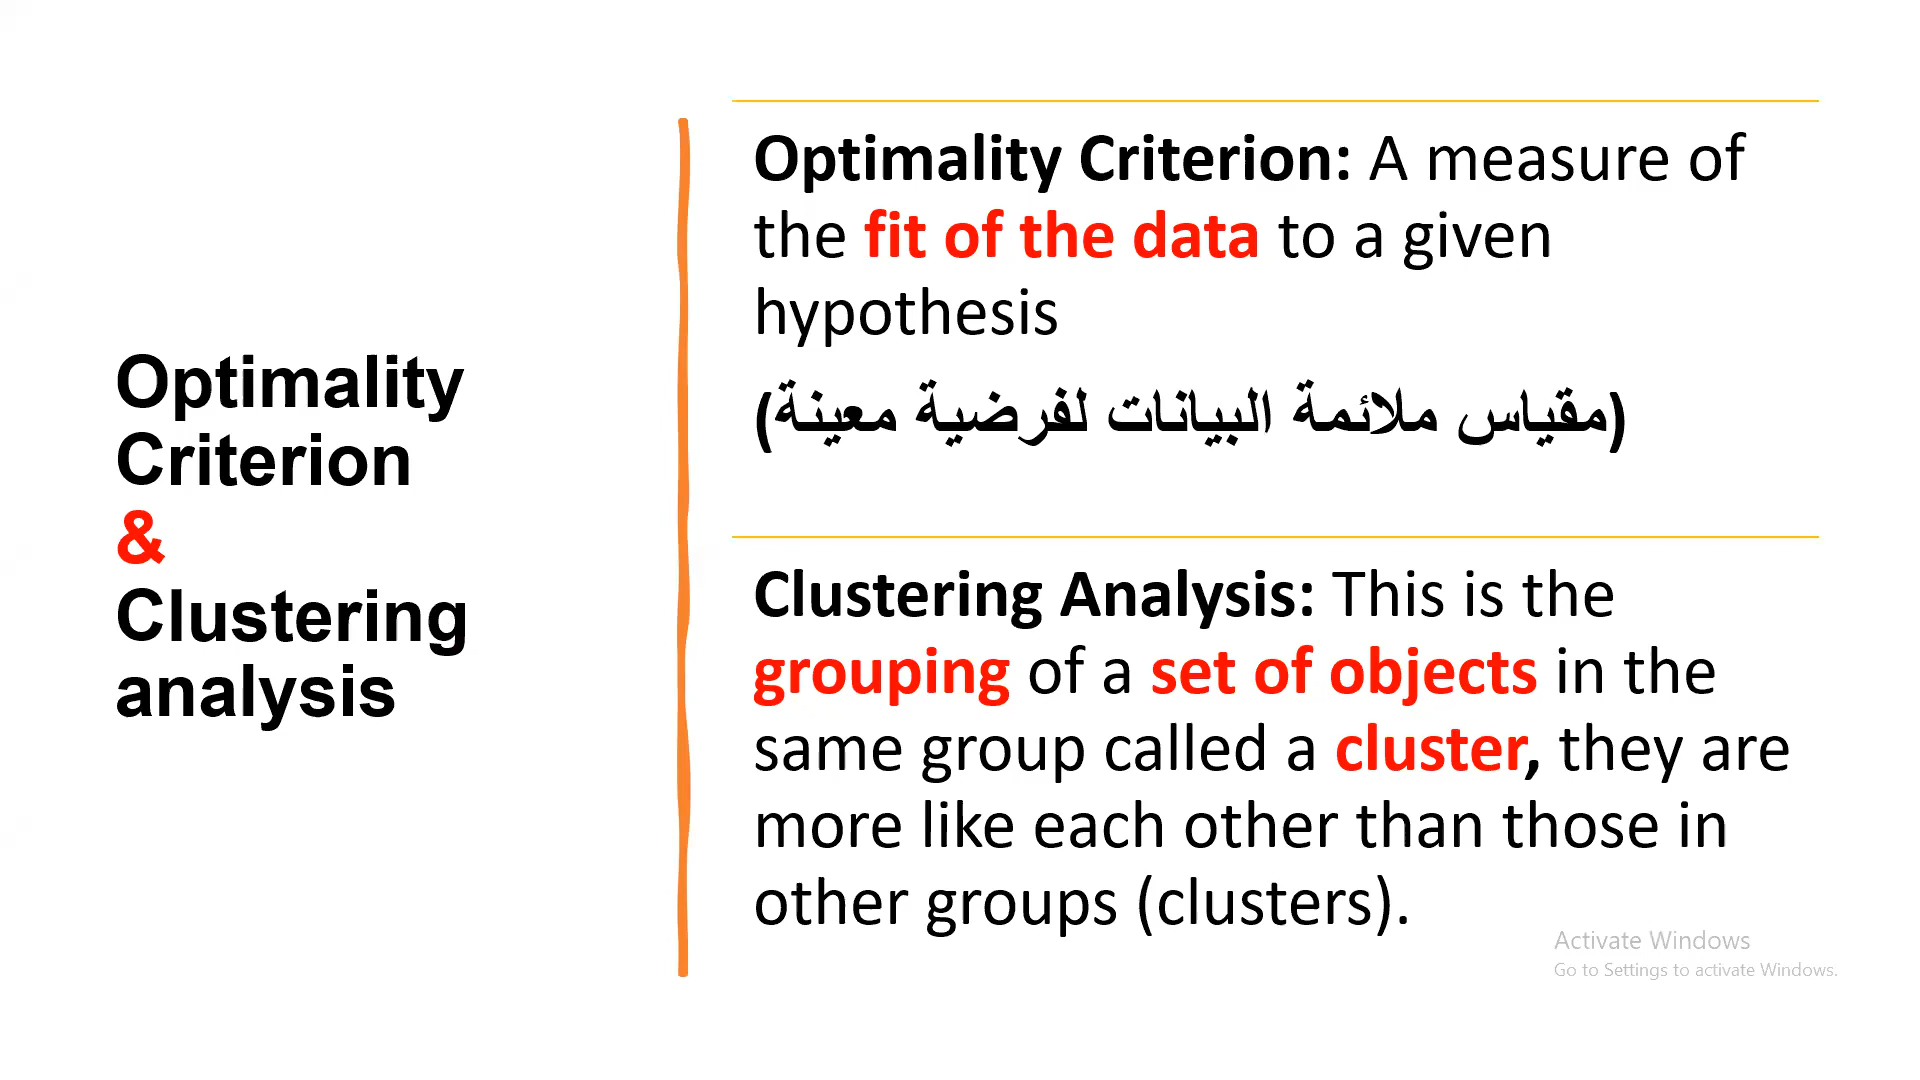 Optimality
Criterion
&
Clustering
analysis
Optimality Criterion: A measure of
the fit of the data to a given
hypothesis
(مقياس ملائمة البيانات لفرضية معينة)
Clustering Analysis: This is the
grouping of a set of objects in the
same group called a cluster, they are
more like each other than those in
other groups (clusters).
Activate Windows
Go to Settings to activate Windows.